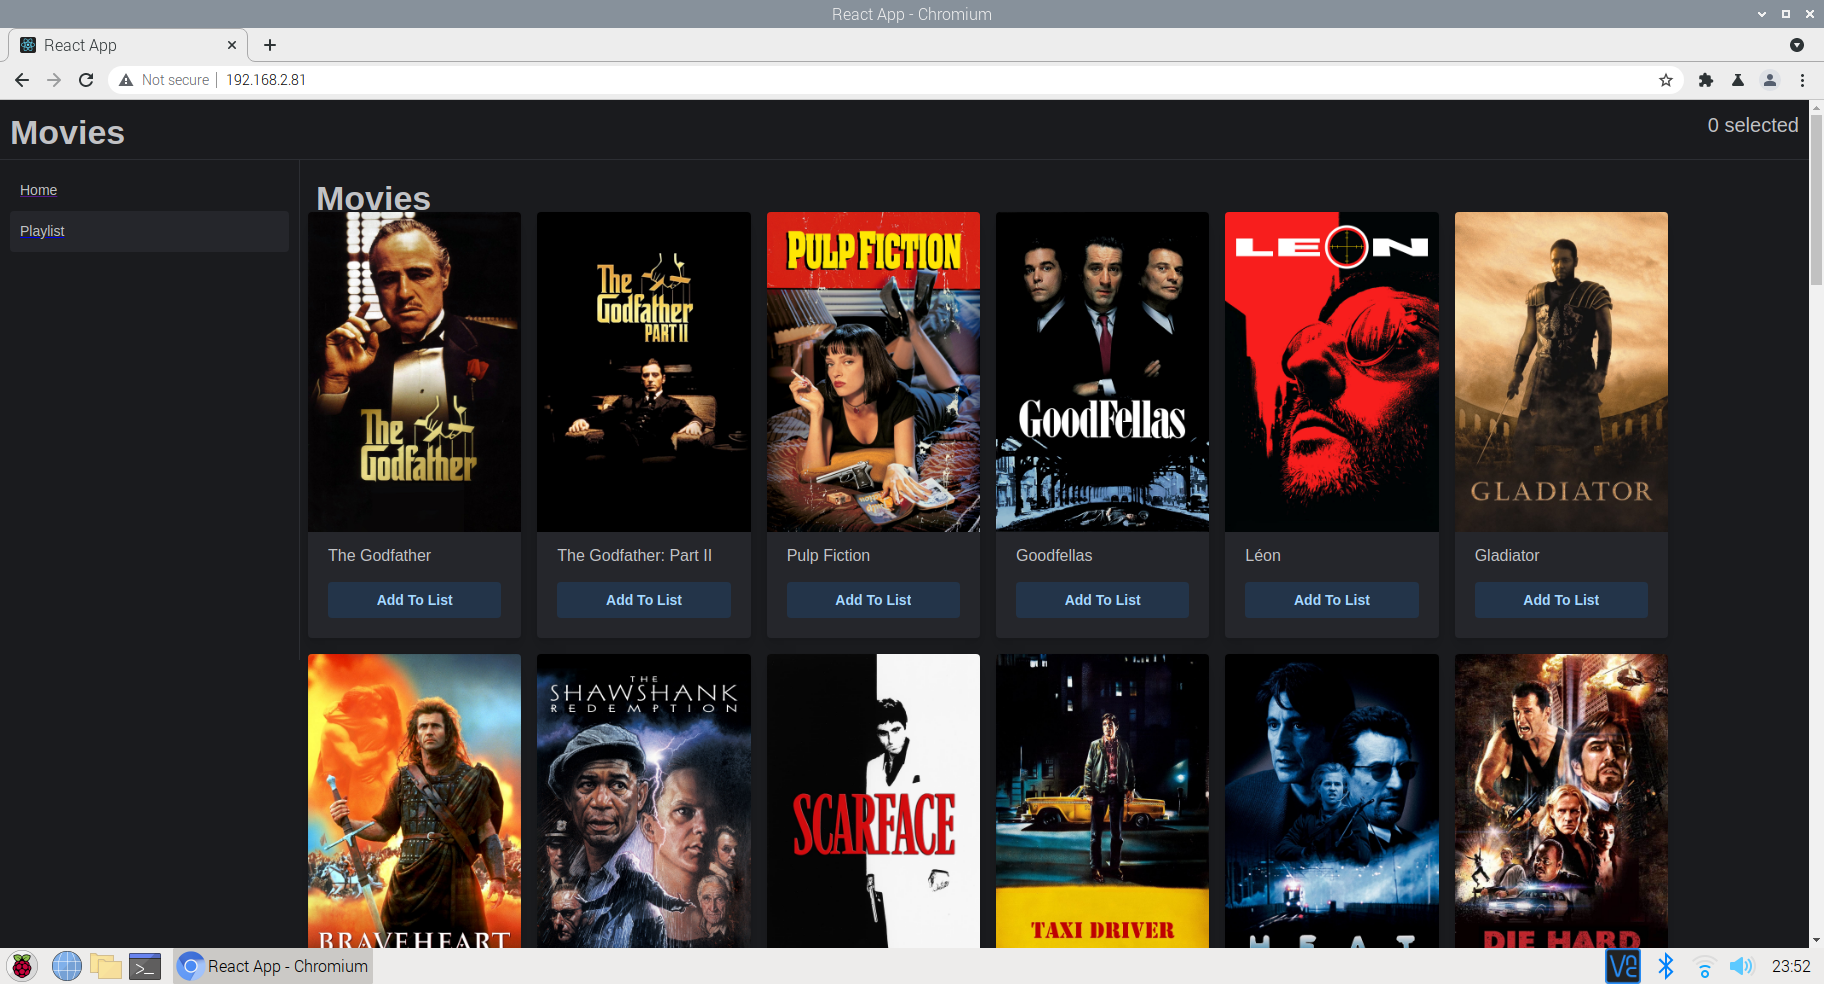 React App - Chromium
React App
Not secure
192.168.2.81
Movies
0 selected
Home
Playlist
Movies
The Godfather
The Godfather PART II
PULP FICTION
GoodFellas
LEON
GLADIATOR
The Godfather
The Godfather: Part II
Pulp Fiction
Goodfellas
Léon
Gladiator
Add To List
Add To List
Add To List
Add To List
Add To List
Add To List
BRAVEHEART
THE
SHAWSHANK
REDEMPTION
SCARFACE
TAXI DRIVER
HEAT
DIE HARD
React App - Chromium
23:52